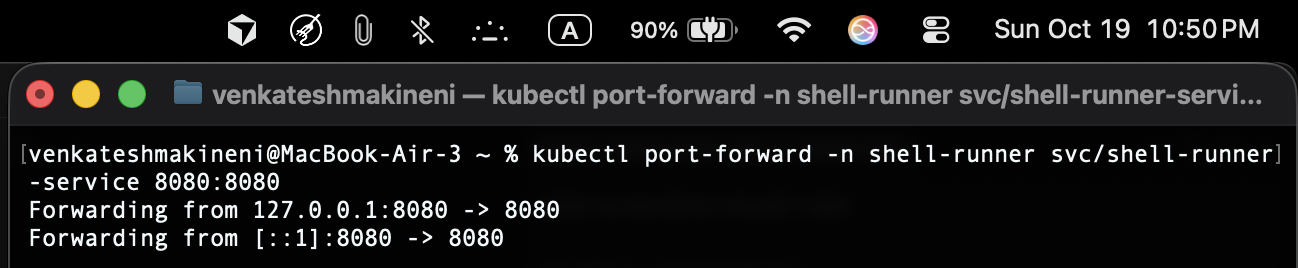 A 90% Sun Oct 19 10:50 PM
venkateshmakineni — kubectl port-forward -n shell-runner svc/shell-runner-servi...
[venkateshmakineni@MacBook-Air-3 ~ % kubectl port-forward -n shell-runner svc/shell-runner]
-service 8080:8080
Forwarding from 127.0.0.1:8080 -> 8080
Forwarding from [::1]:8080 -> 8080